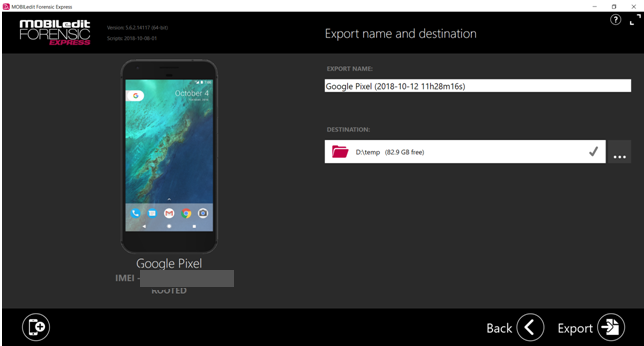 MOBILedit Forensic Express
MOBILedit
FORENSIC
EXPRESS
Version: 5.6.2.14117 (64-bit)
Scripts: 2018-10-08-01
?
Export name and destination
EXPORT NAME:
Google Pixel (2018-10-12 11h28m16s)
DESTINATION:
D:\temp (82.9 GB free)
...
G
October 4
Google Pixel
IMEI -
ROOTED
Back
Export